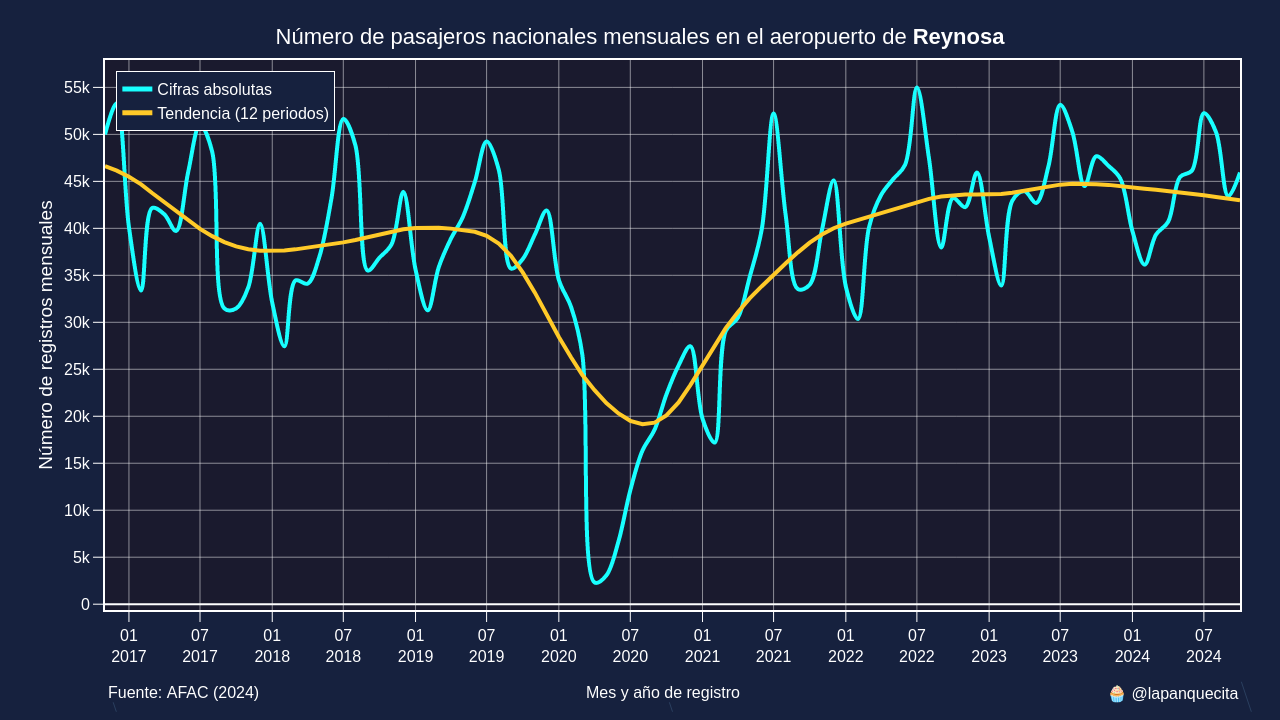 Número de pasajeros nacionales mensuales en el aeropuerto de Reynosa
Cifras absolutas
Tendencia (12 periodos)
Número de registros mensuales
55k
50k
45k
40k
35k
30k
25k
20k
15k
10k
5k
0
01 07 01 07 01 07 01 07 01 07 01 07 01 07 01 07
2017 2017 2018 2018 2019 2019 2020 2020 2021 2021 2022 2022 2023 2023 2024 2024
Fuente: AFAC (2024) Mes y año de registro 🧁 @lapanquecita